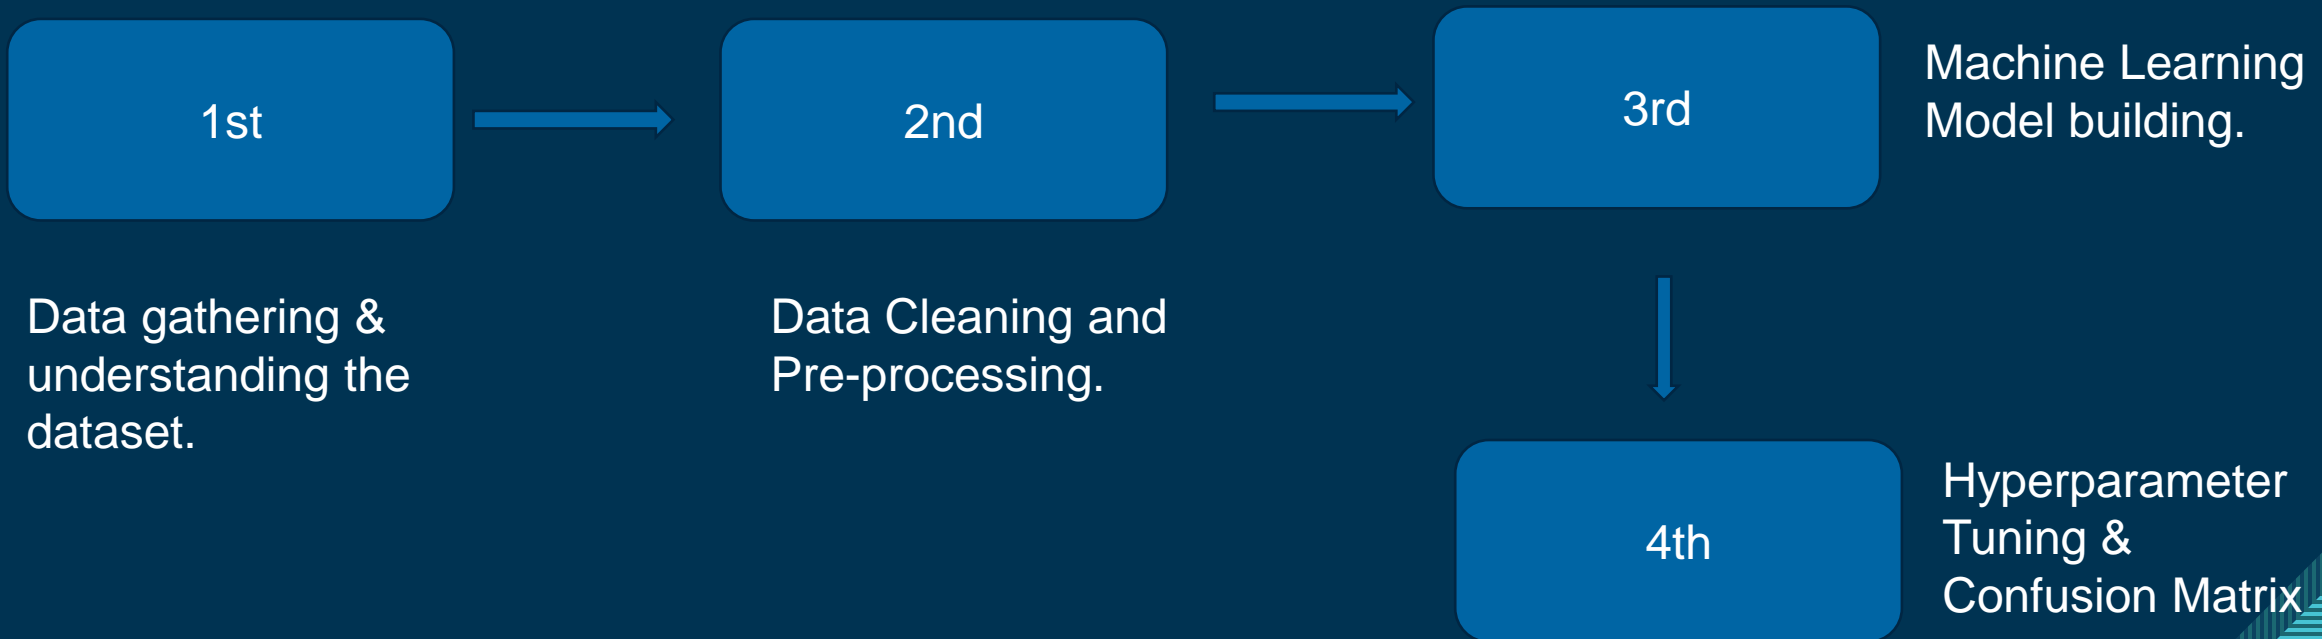 1st
Data gathering &
understanding the
dataset.
2nd
Data Cleaning and
Pre-processing.
3rd
Machine Learning
Model building.
4th
Hyperparameter
Tuning &
Confusion Matrix